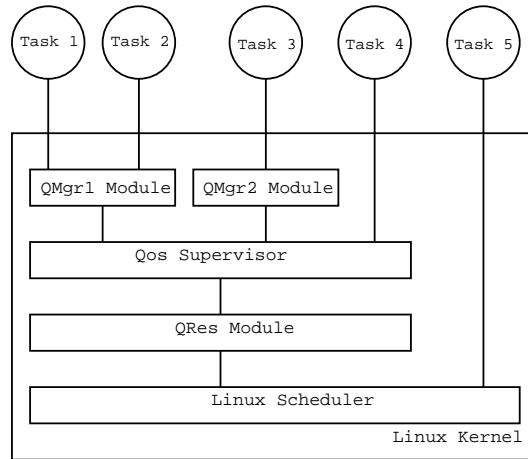 Task 1
Task 2
Task 3
Task 4
Task 5
QMgr1 Module
QMgr2 Module
Qos Supervisor
QRes Module
Linux Scheduler
Linux Kernel